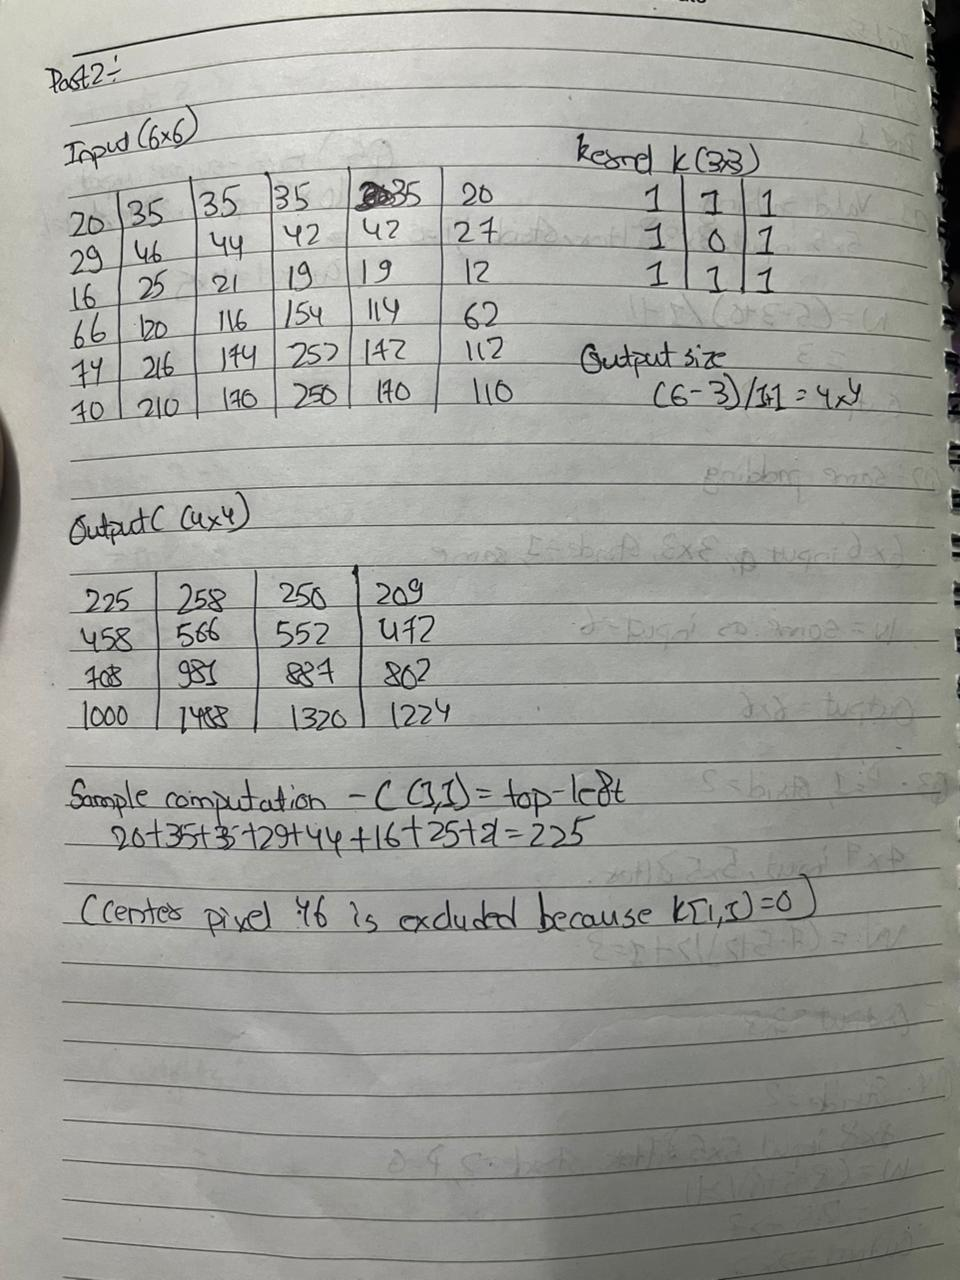 Part2:-
Input (6x6)
kernel k (3x3)
20 35 35 35 35 20
29 46 44 42 42 27
16 25 21 19 19 12
66 120 116 154 114 62
74 216 174 252 172 112
70 210 170 250 170 110
1 1 1
1 0 1
1 1 1
Output size
(6-3)/1+1 = 4x4
Output C (4x4)
225 258 250 209
458 566 552 472
708 981 887 802
1000 1488 1320 1224
Sample computation - C (1,1) = top-left
20+35+35+29+44+16+25+21=225
(Center pixel 46 is excluded because k[1,1)=0)